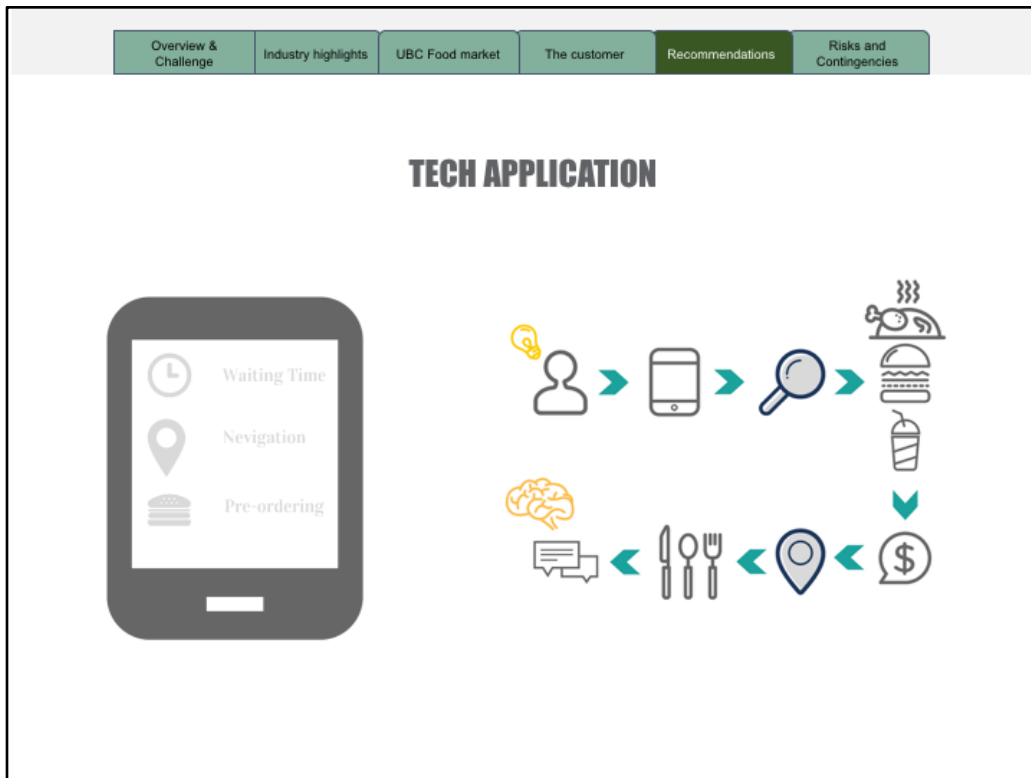 Overview &
Challenge
Industry highlights
UBC Food market
The customer
Recommendations
Risks and
Contingencies
TECH APPLICATION
Waiting Time
Nevigation
Pre-ordering
$